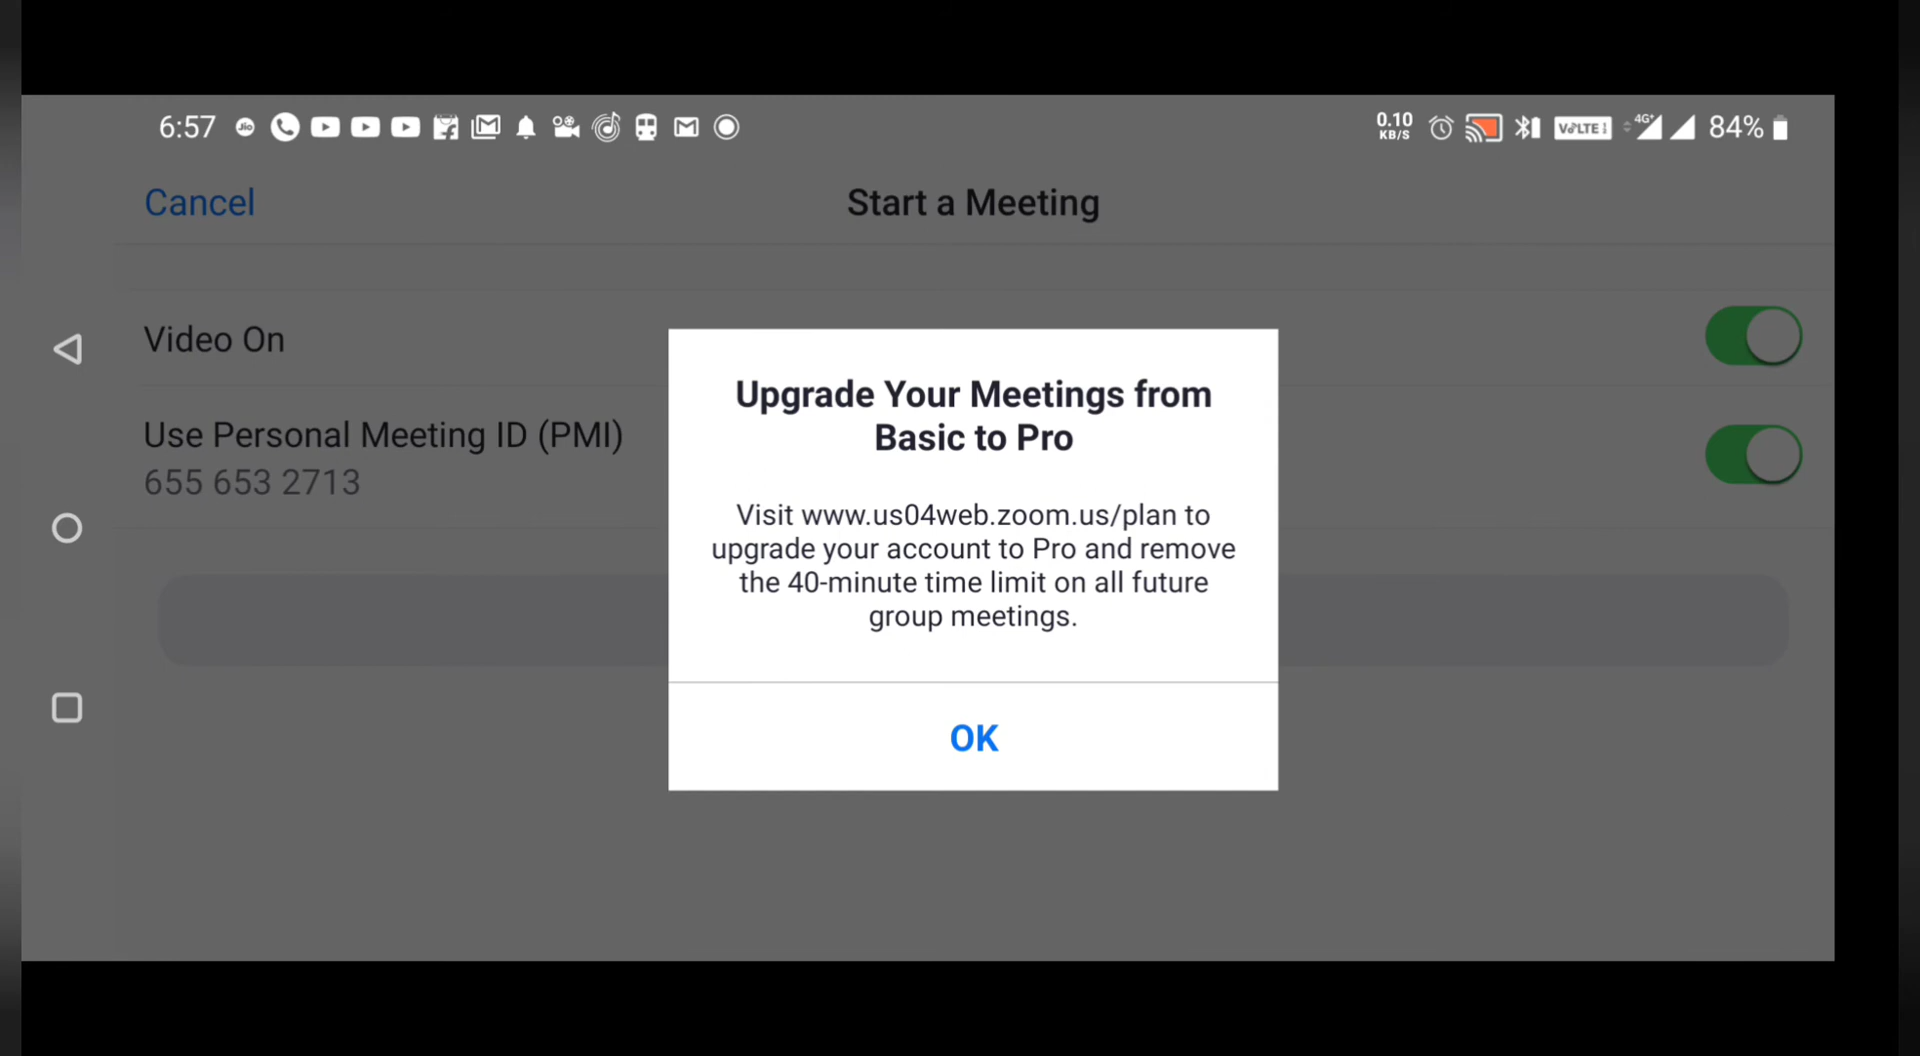 6:57
0.10
KB/S
VoLTE 1
4G+
84%
Cancel
Start a Meeting
Video On
Use Personal Meeting ID (PMI)
655 653 2713
Upgrade Your Meetings from
Basic to Pro
Visit www.us04web.zoom.us/plan to
upgrade your account to Pro and remove
the 40-minute time limit on all future
group meetings.
OK